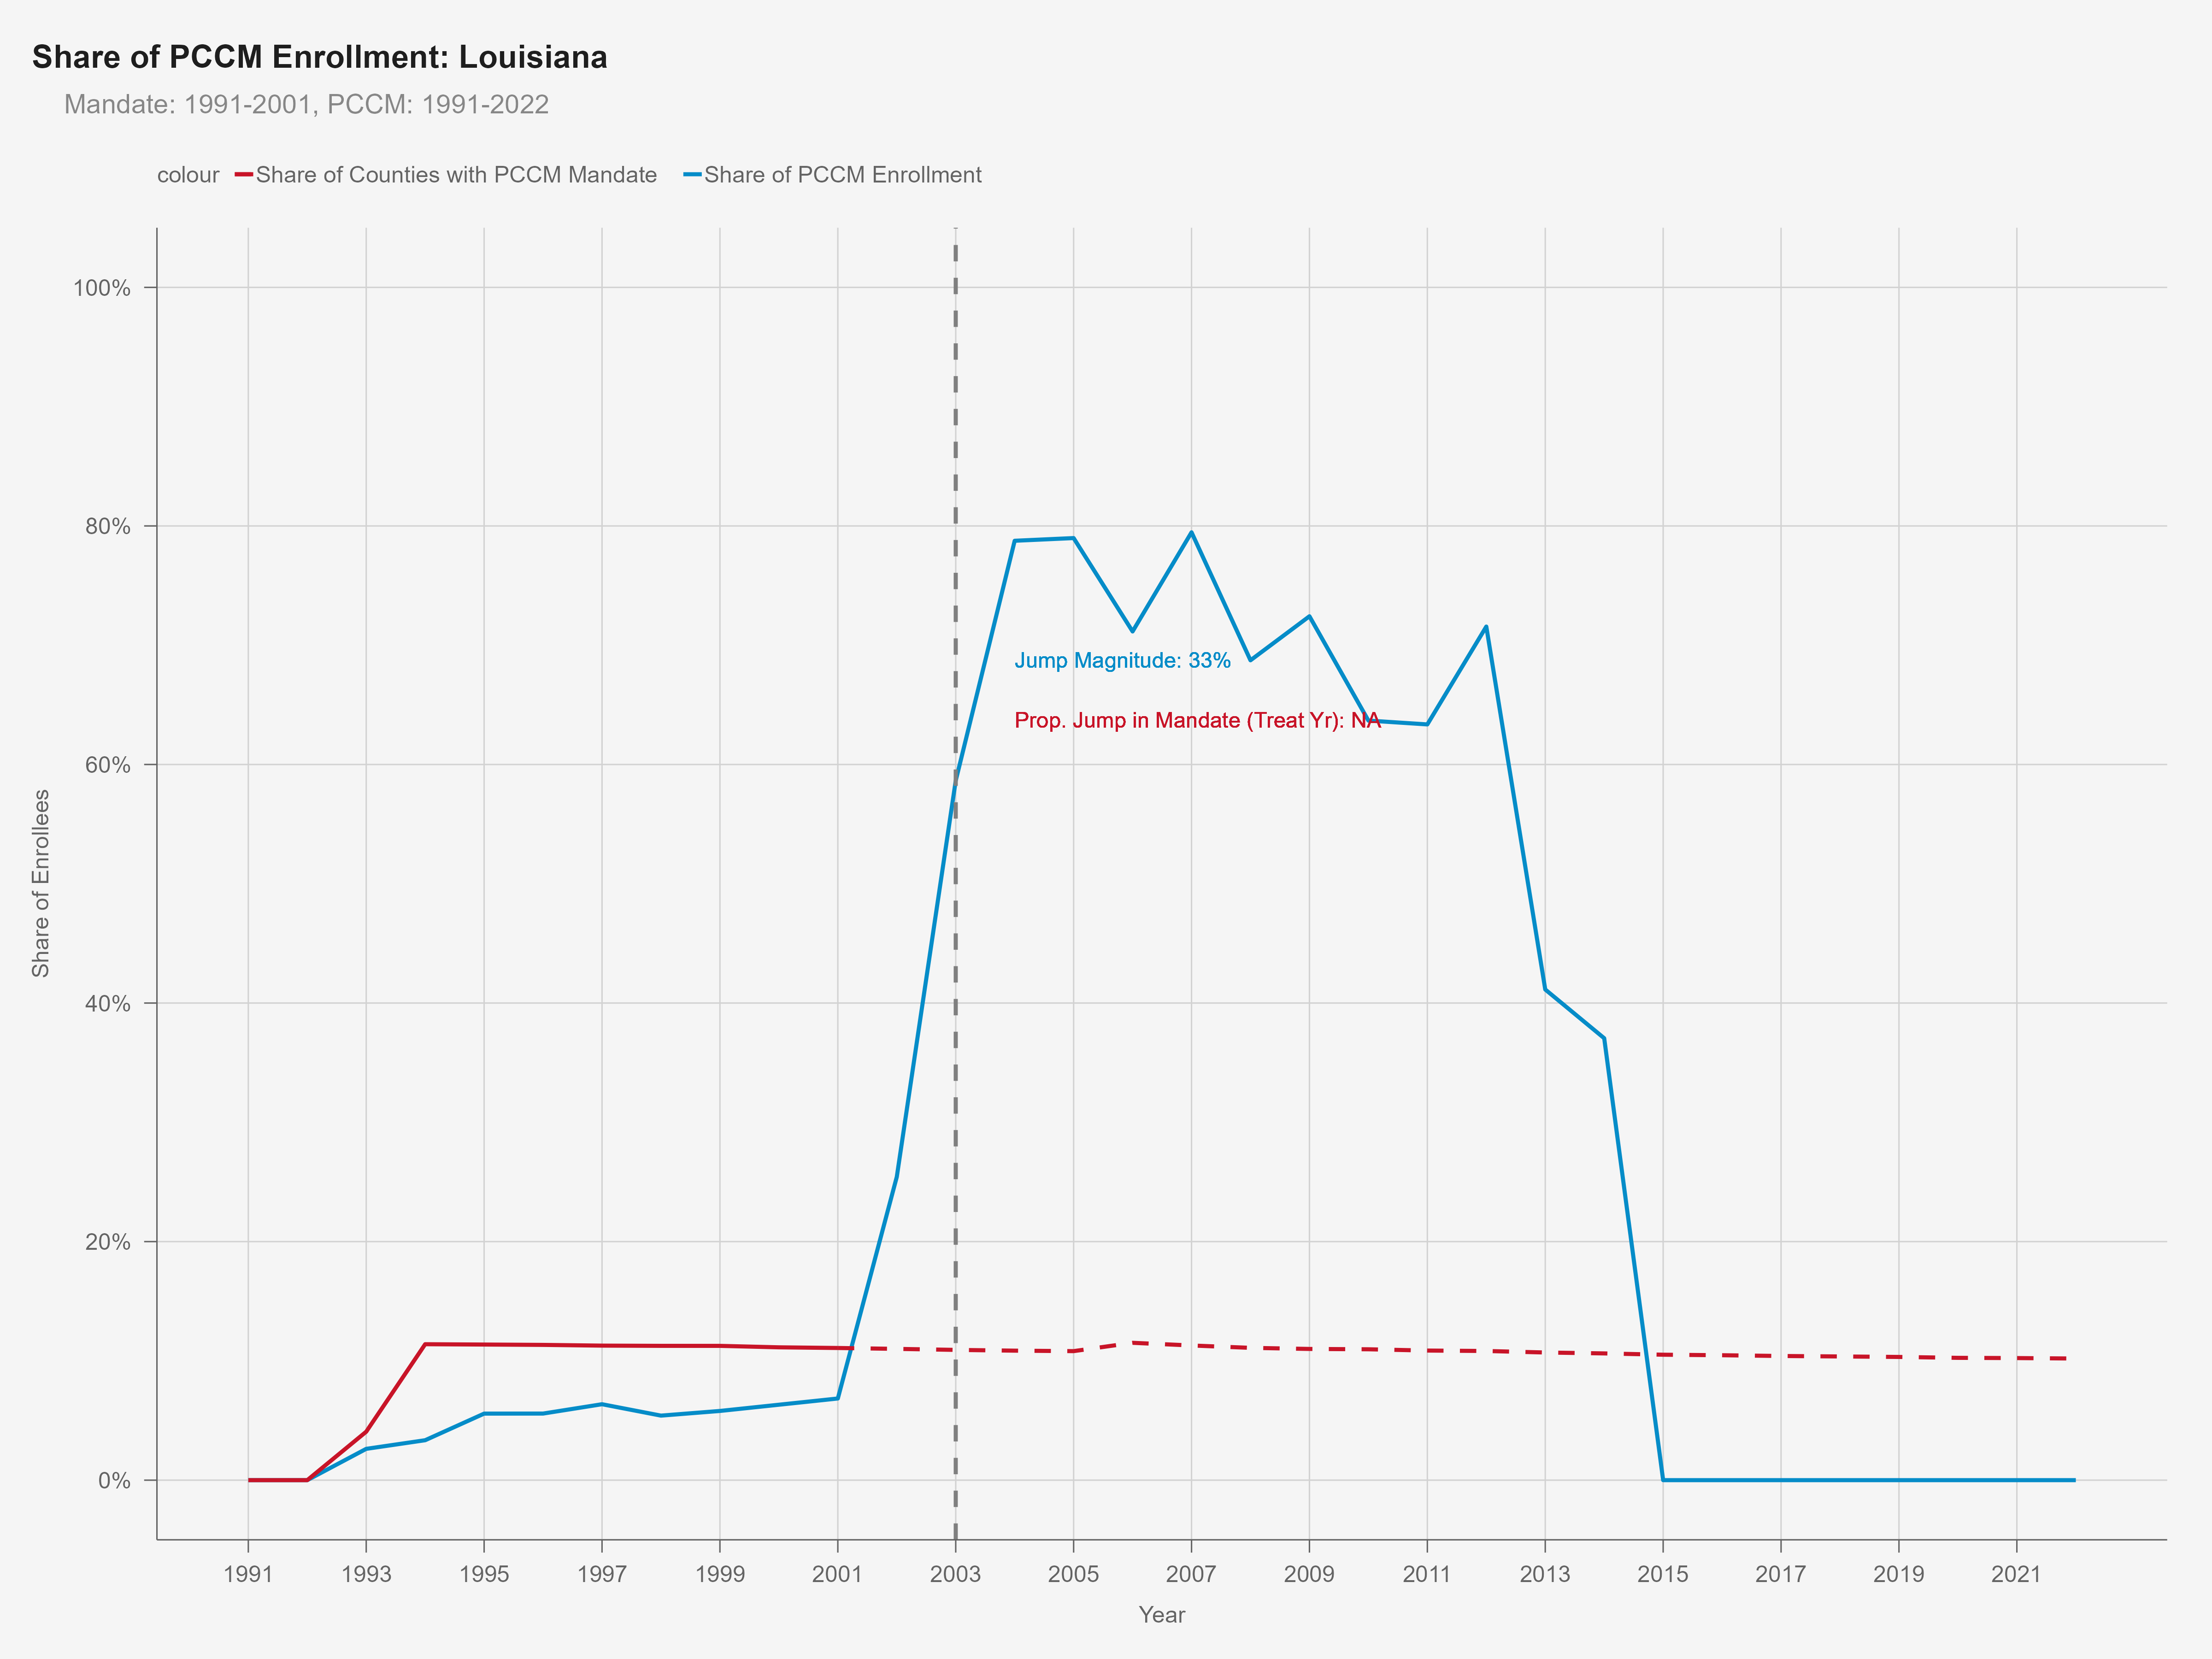 Share of PCCM Enrollment: Louisiana
Mandate: 1991-2001, PCCM: 1991-2022
colour Share of Counties with PCCM Mandate Share of PCCM Enrollment
100%
80%
60%
40%
20%
0%
Share of Enrollees
Jump Magnitude: 33%
Prop. Jump in Mandate (Treat Yr): NA
1991 1993 1995 1997 1999 2001 2003 2005 2007 2009 2011 2013 2015 2017 2019 2021
Year